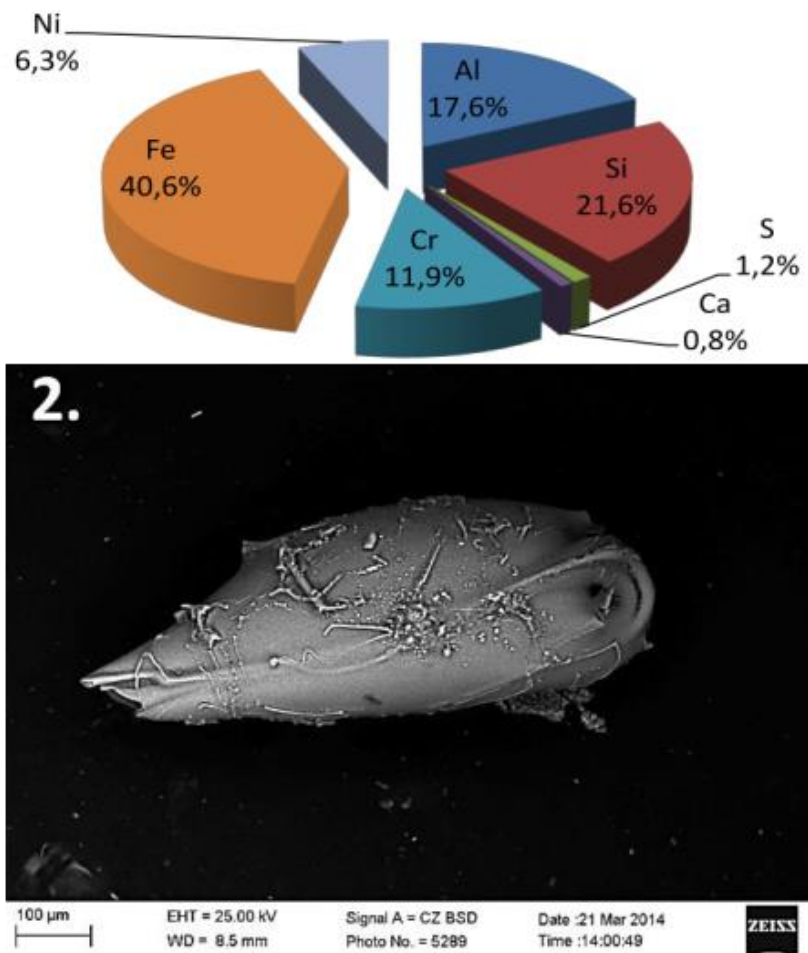 Ni
6,3%
Al
17,6%
Fe
40,6%
Si
21,6%
Cr
11,9%
S
1,2%
Ca
0,8%
2.
100 µm
EHT = 25.00 kV
WD = 8.5 mm
Signal A = CZ BSD
Photo No. = 5289
Date :21 Mar 2014
Time :14:00:49
ZEISS